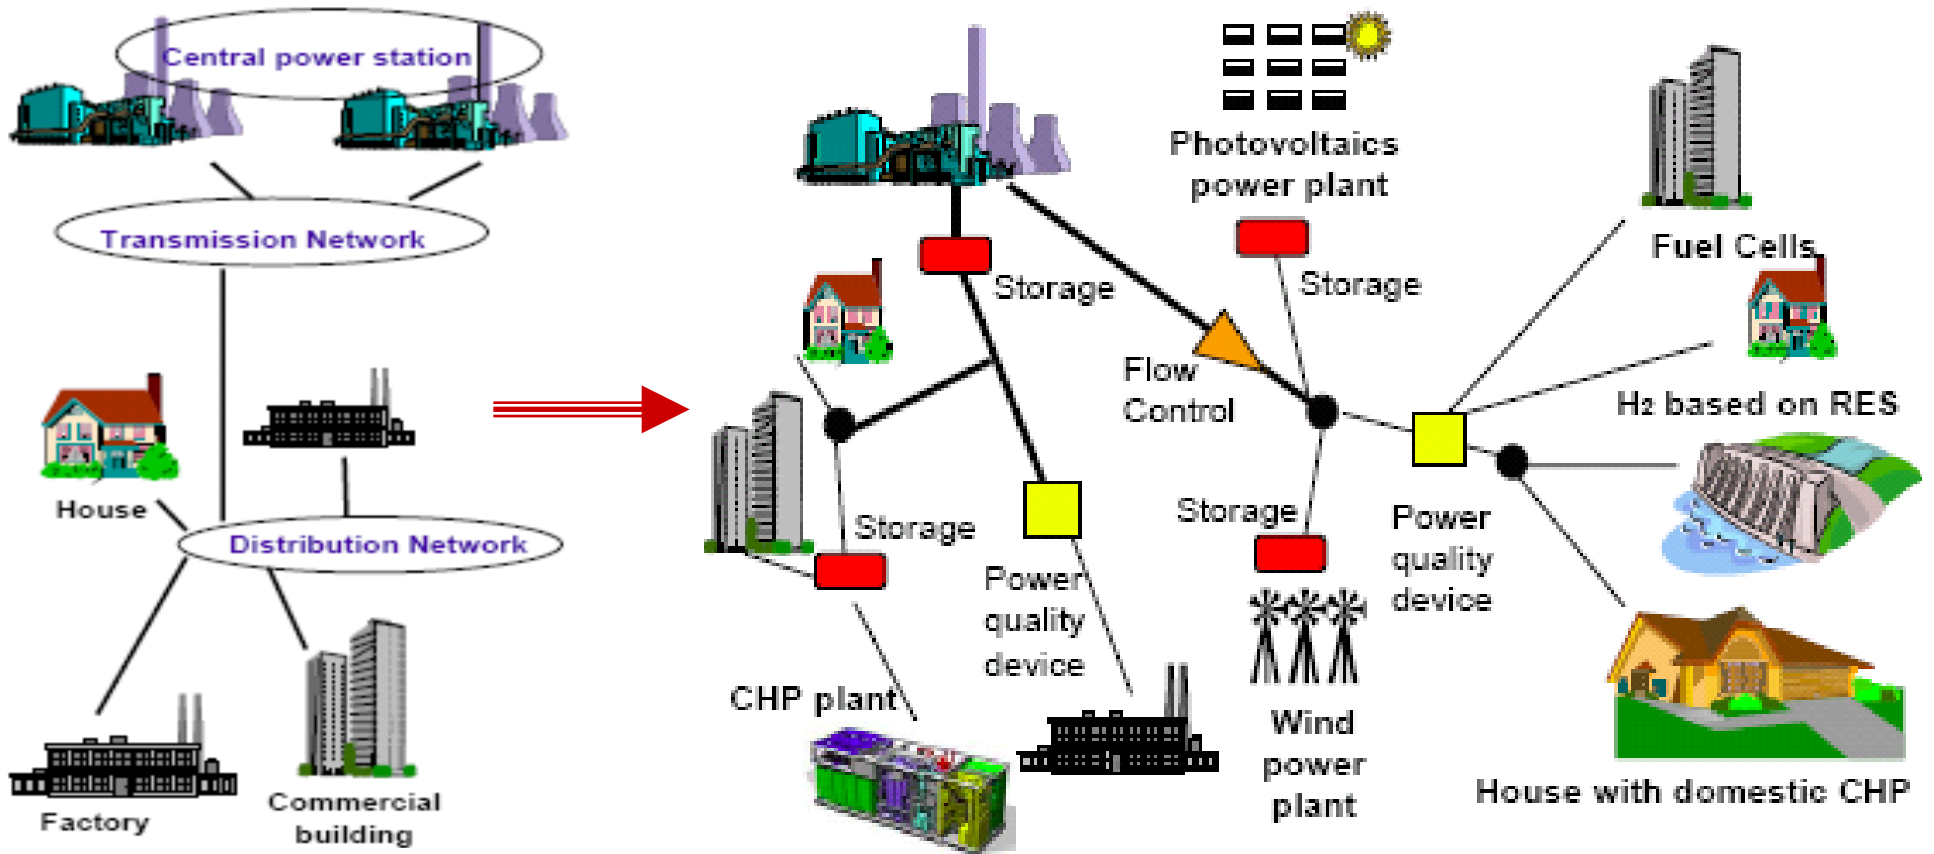 Central power station
Transmission Network
House
Distribution Network
Factory
Commercial
building
Photovoltaics
power plant
Storage
Storage
Flow
Control
Storage
Storage
Power
quality
device
Power
quality
device
CHP plant
Wind
power
plant
Fuel Cells
H2 based on RES
House with domestic CHP